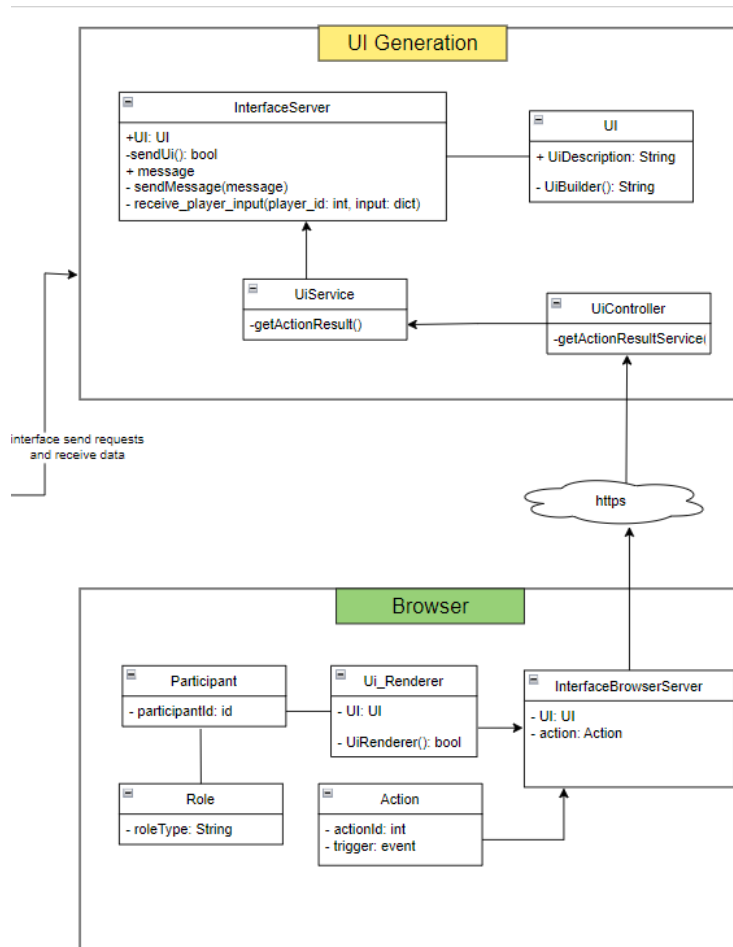 UI Generation
InterfaceServer
+UI: UI
-sendUi(): bool
+ message
- sendMessage(message)
- receive_player_input(player_id: int, input: dict)
UI
+ UiDescription: String
- UiBuilder(): String
UiService
-getActionResult()
UiController
-getActionResultService(
interface send requests
and receive data
https
Browser
Participant
- participantId: id
Ui_Renderer
- UI: UI
- UiRenderer(): bool
InterfaceBrowserServer
- UI: UI
- action: Action
Role
- roleType: String
Action
- actionId: int
- trigger: event